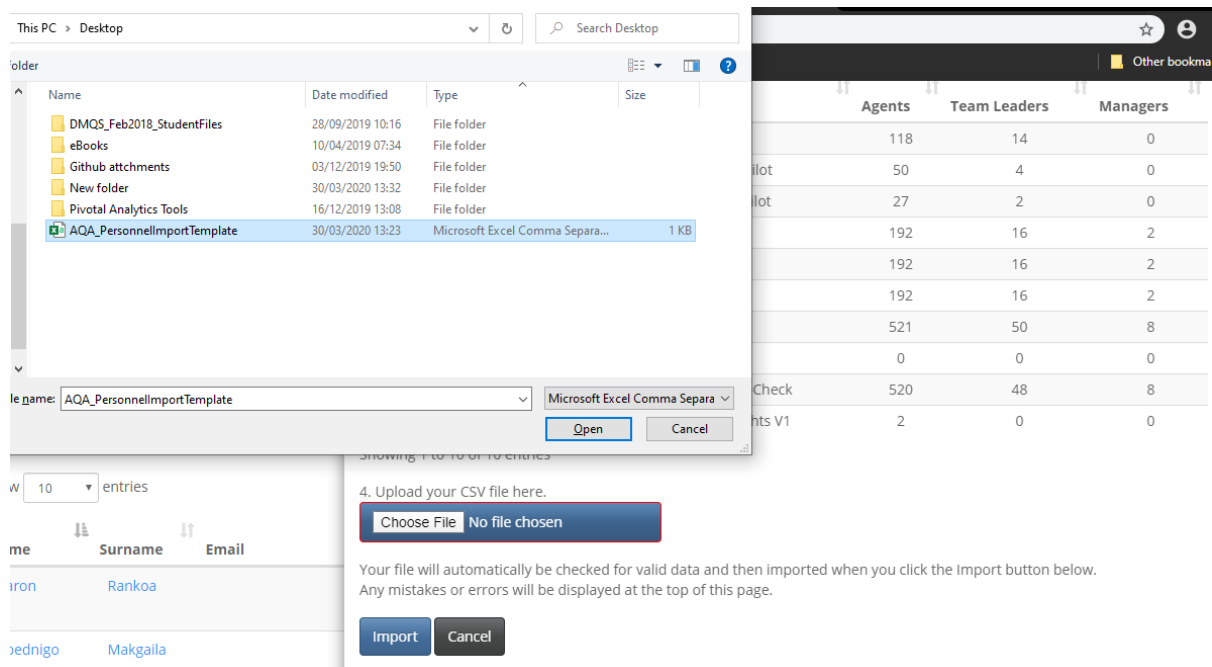 This PC > Desktop
Search Desktop
Other bookma
Name Date modified Type Size
DMQS_Feb2018_StudentFiles 28/09/2019 10:16 File folder
eBooks 10/04/2019 07:34 File folder
Github attchments 03/12/2019 19:50 File folder
New folder 30/03/2020 13:32 File folder
Pivotal Analytics Tools 16/12/2019 13:08 File folder
AQA_PersonnelImportTemplate 30/03/2020 13:23 Microsoft Excel Comma Separa... 1 KB
le name: AQA_PersonnelImportTemplate Microsoft Excel Comma Separa
Open Cancel
Agents Team Leaders Managers
118 14 0
ilot 50 4 0
lot 27 2 0
192 16 2
192 16 2
192 16 2
521 50 8
0 0 0
Check 520 48 8
hts V1 2 0 0
Showing 1 to 10 of 10 entries
w 10 entries
me Surname Email
aron Rankoa
pednigo Makgaila
4. Upload your CSV file here.
Choose File No file chosen
Your file will automatically be checked for valid data and then imported when you click the Import button below.
Any mistakes or errors will be displayed at the top of this page.
Import Cancel